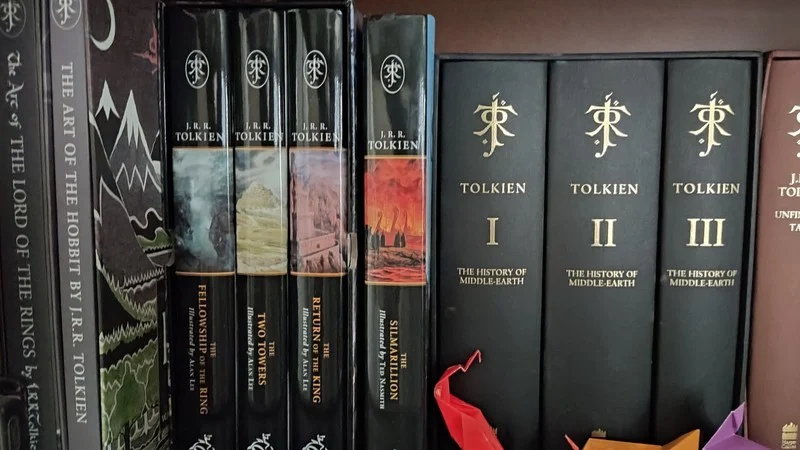 The Art of THE LORD OF THE RINGS by J.R.R. Tolkien
THE ART OF THE HOBBIT BY J.R.R. TOLKIEN
J. R. R.
TOLKIEN
THE
FELLOWSHIP OF THE RING
Illustrated by ALAN LEE
J. R. R.
TOLKIEN
THE
TWO TOWERS
Illustrated by ALAN LEE
J. R. R.
TOLKIEN
THE
RETURN OF THE KING
Illustrated by ALAN LEE
J. R. R.
TOLKIEN
THE
SILMARILLION
Illustrated by TED NASMITH
TOLKIEN
I
THE HISTORY OF
MIDDLE-EARTH
TOLKIEN
II
THE HISTORY OF
MIDDLE-EARTH
TOLKIEN
III
THE HISTORY OF
MIDDLE-EARTH